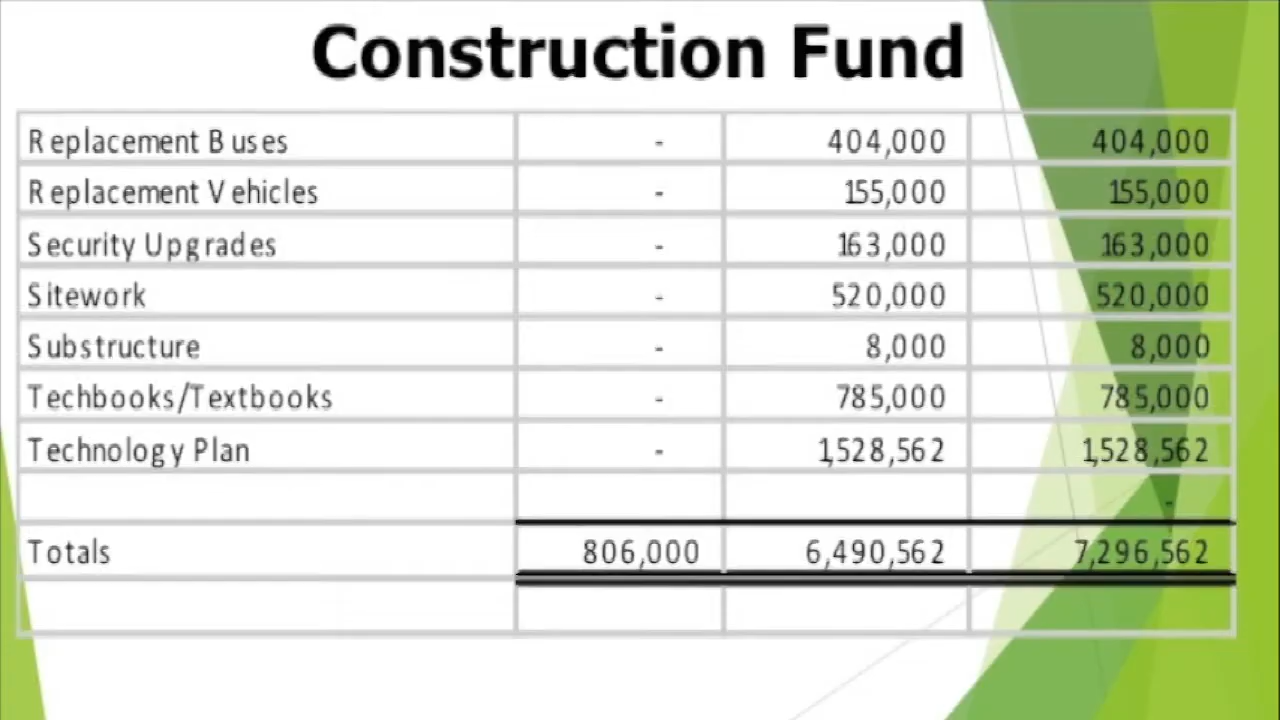 Construction Fund
Replacement Buses - 404,000 404,000
Replacement Vehicles - 155,000 155,000
Security Upgrades - 163,000 163,000
Sitework - 520,000 520,000
Substructure - 8,000 8,000
Techbooks/Textbooks - 785,000 785,000
Technology Plan - 1,528,562 1,528,562
-
Totals 806,000 6,490,562 7,296,562